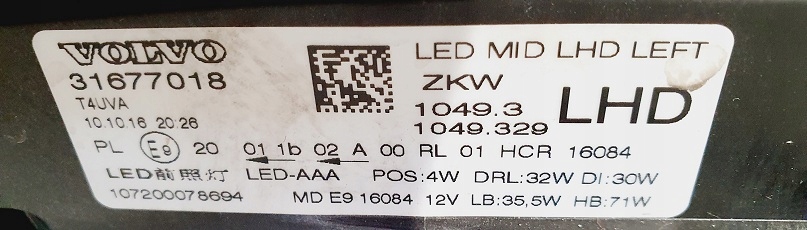 VOLVO
31677018
T4UVA
10.10.16 20:26
LED MID LHD LEFT
ZKW
1049.3
1049.329
LHD
PL E9 20 01 1b 02 A 00 RL 01 HCR 16084
LED前照灯 LED-AAA POS:4W DRL:32W DI:30W
107200078694 MD E9 16084 12V LB:35,5W HB:71W